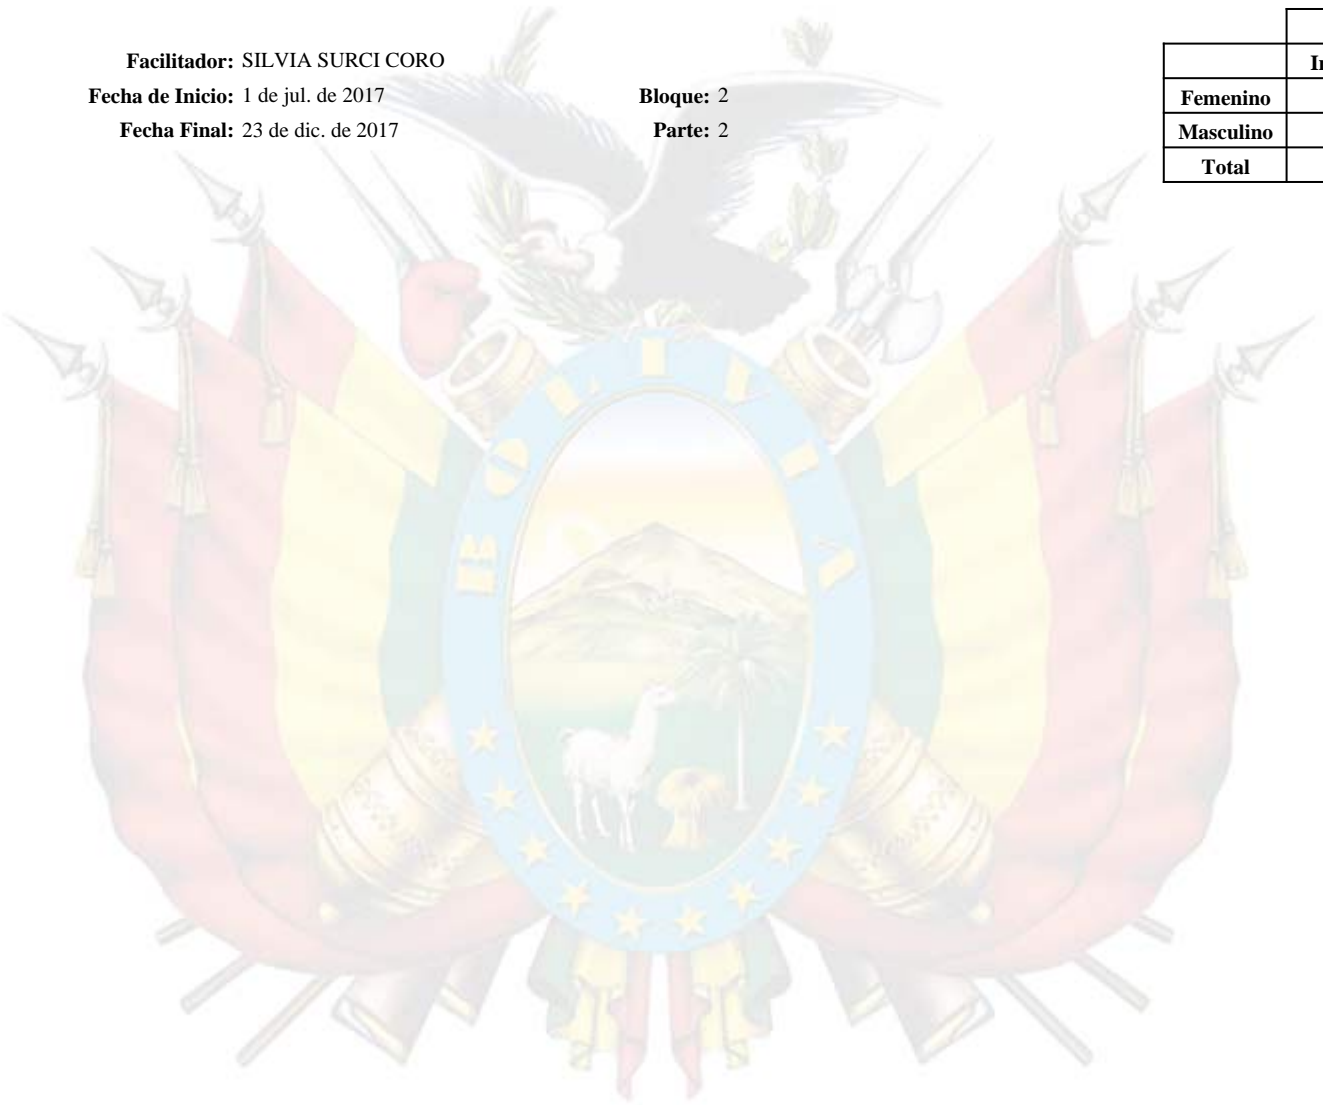 Facilitador: SILVIA SURCI CORO
Fecha de Inicio: 1 de jul. de 2017 Bloque: 2
Fecha Final: 23 de dic. de 2017 Parte: 2
Femenino
Masculino
Total
BOLIVIA